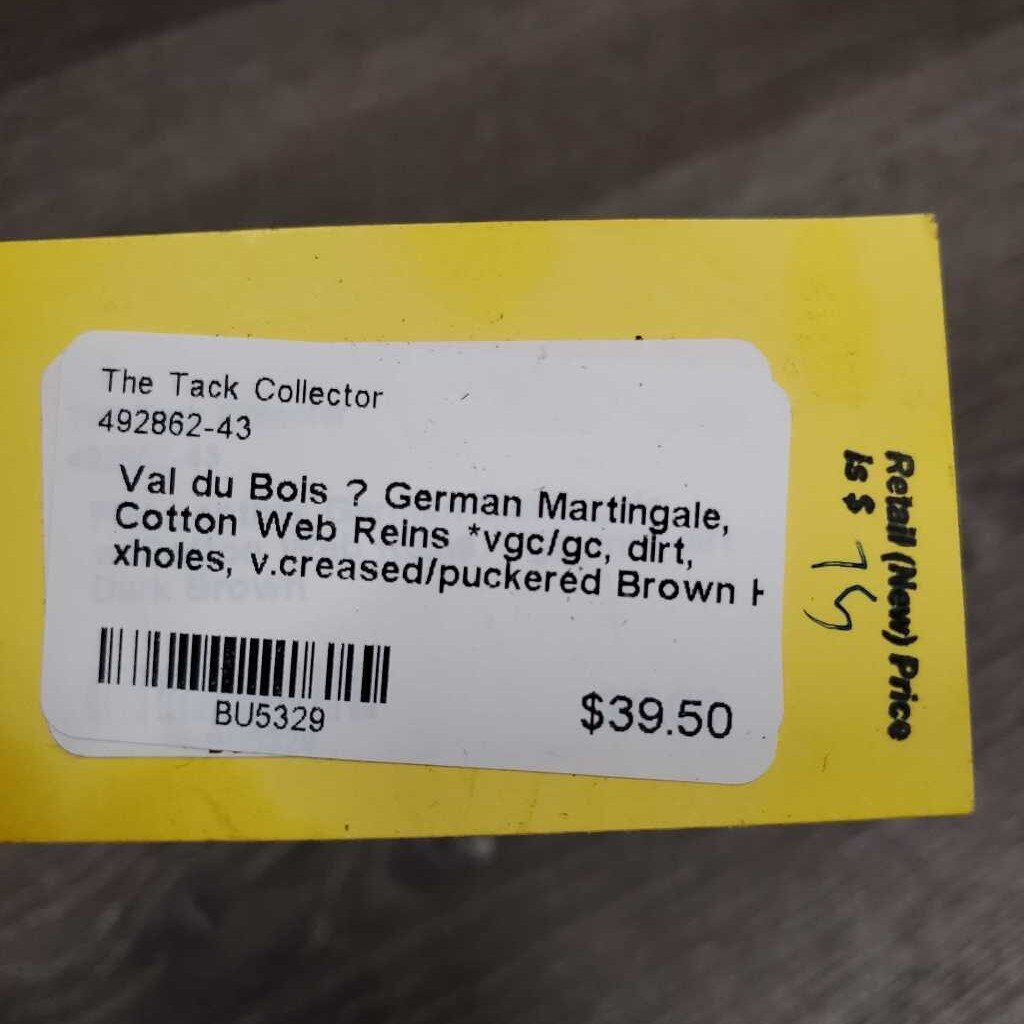 The Tack Collector
492862-43
Val du Bois ? German Martingale,
Cotton Web Reins *vgc/gc, dirt,
xholes, v.creased/puckered Brown H
BU5329
$39.50
Retail (New) Price
is $ 75